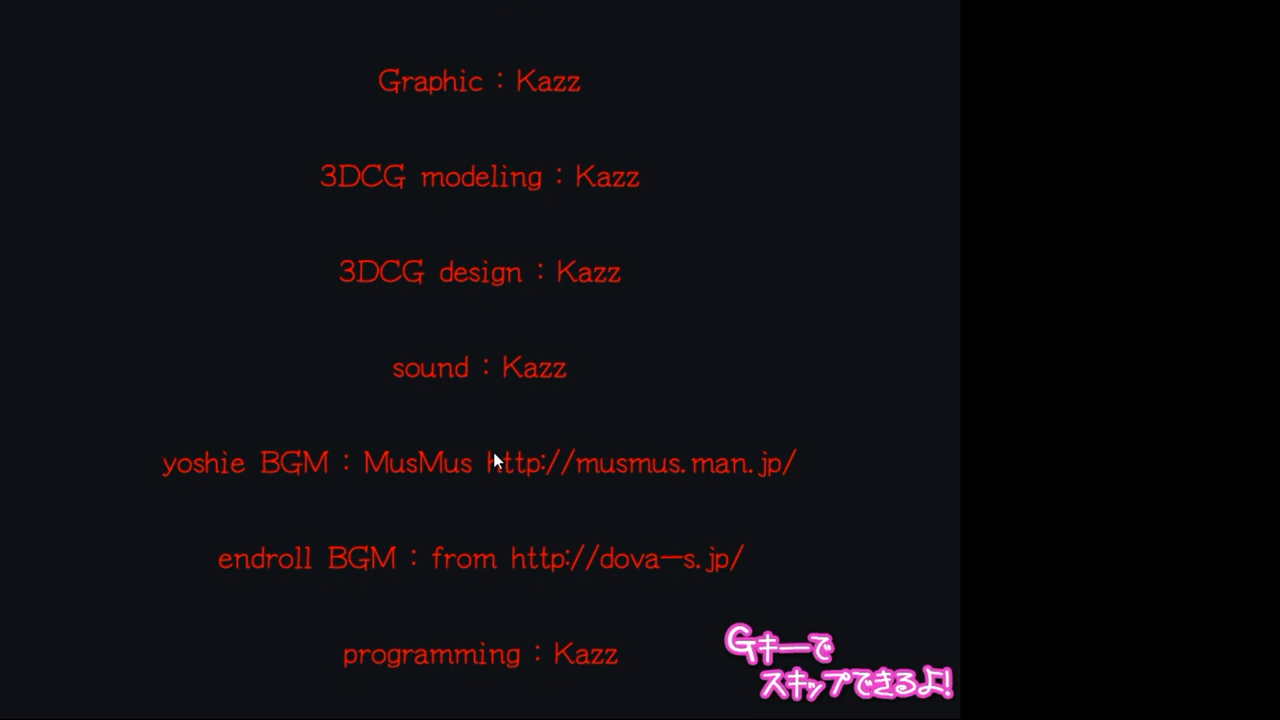 Graphic : Kazz
3DCG modeling : Kazz
3DCG design : Kazz
sound : Kazz
yoshie BGM : MusMus http://musmus.man.jp/
endroll BGM : from http://dova-s.jp/
programming : Kazz
Gキーで
スキップできるよ!